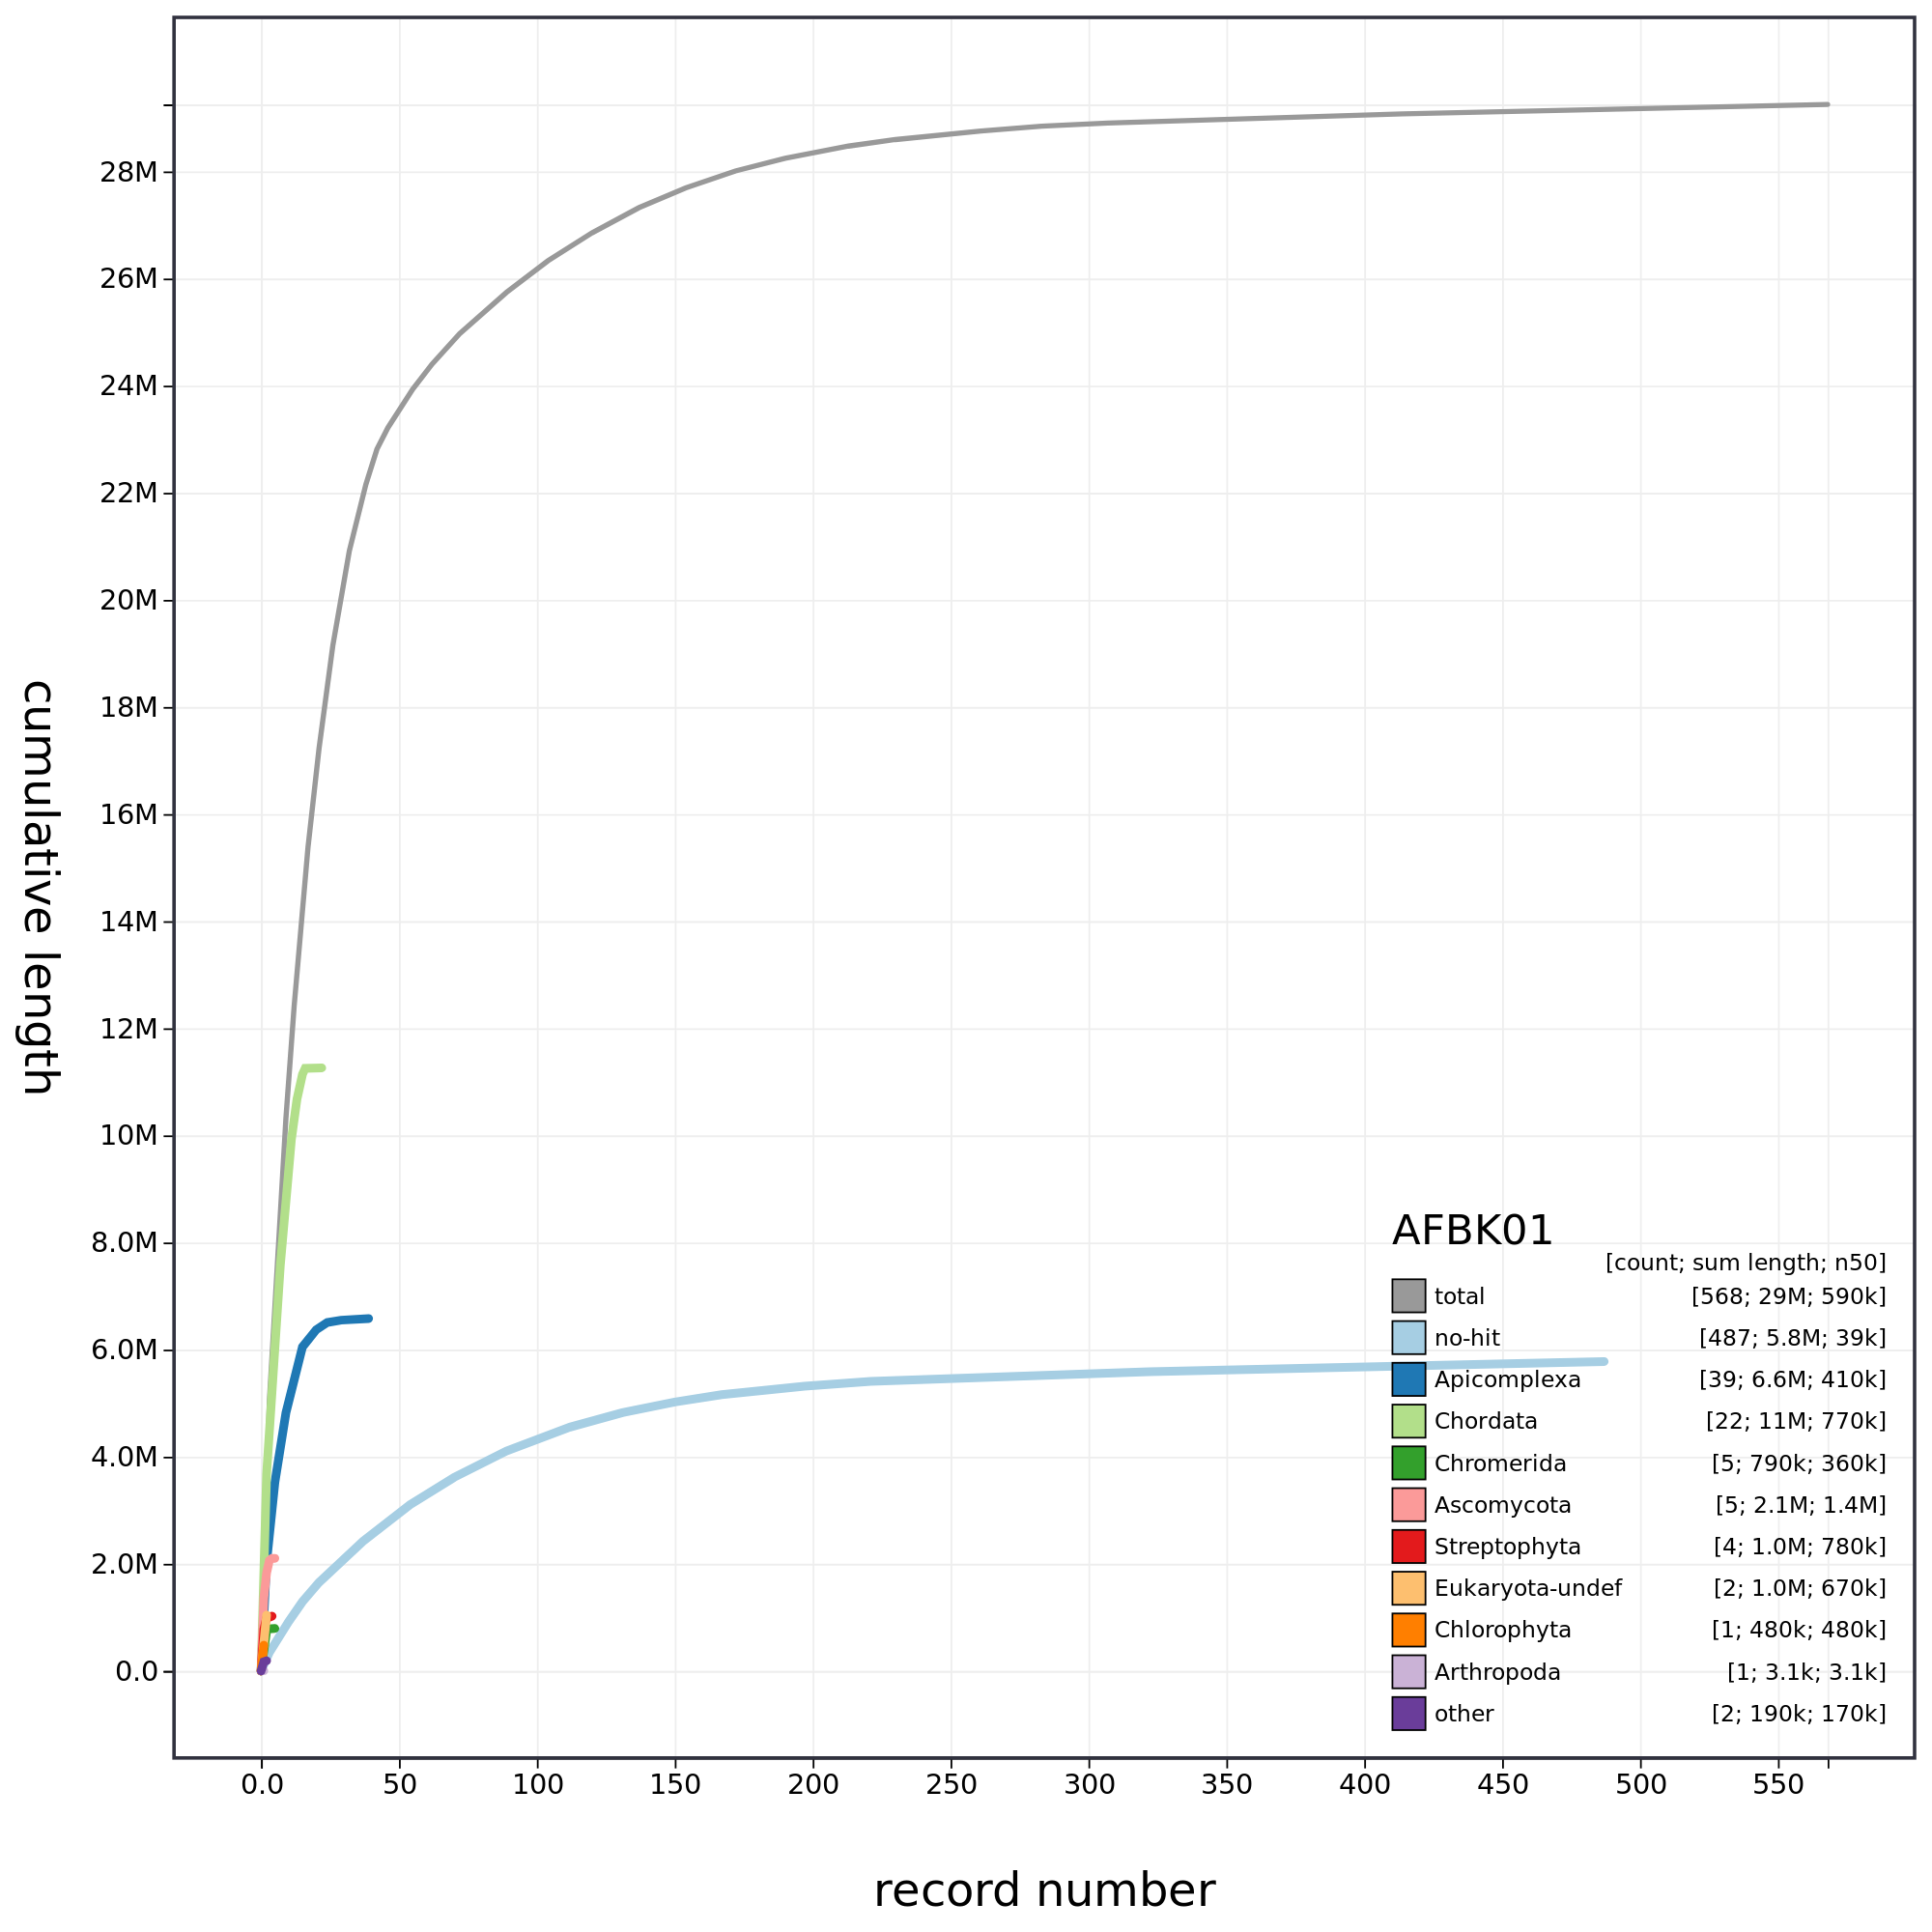 cumulative length
28M
26M
24M
22M
20M
18M
16M
14M
12M
10M
8.0M
6.0M
4.0M
2.0M
0.0
AFBK01
[count; sum length; n50]
total [568; 29M; 590k]
no-hit [487; 5.8M; 39k]
Apicomplexa [39; 6.6M; 410k]
Chordata [22; 11M; 770k]
Chromerida [5; 790k; 360k]
Ascomycota [5; 2.1M; 1.4M]
Streptophyta [4; 1.0M; 780k]
Eukaryota-undef [2; 1.0M; 670k]
Chlorophyta [1; 480k; 480k]
Arthropoda [1; 3.1k; 3.1k]
other [2; 190k; 170k]
0.0 50 100 150 200 250 300 350 400 450 500 550
record number